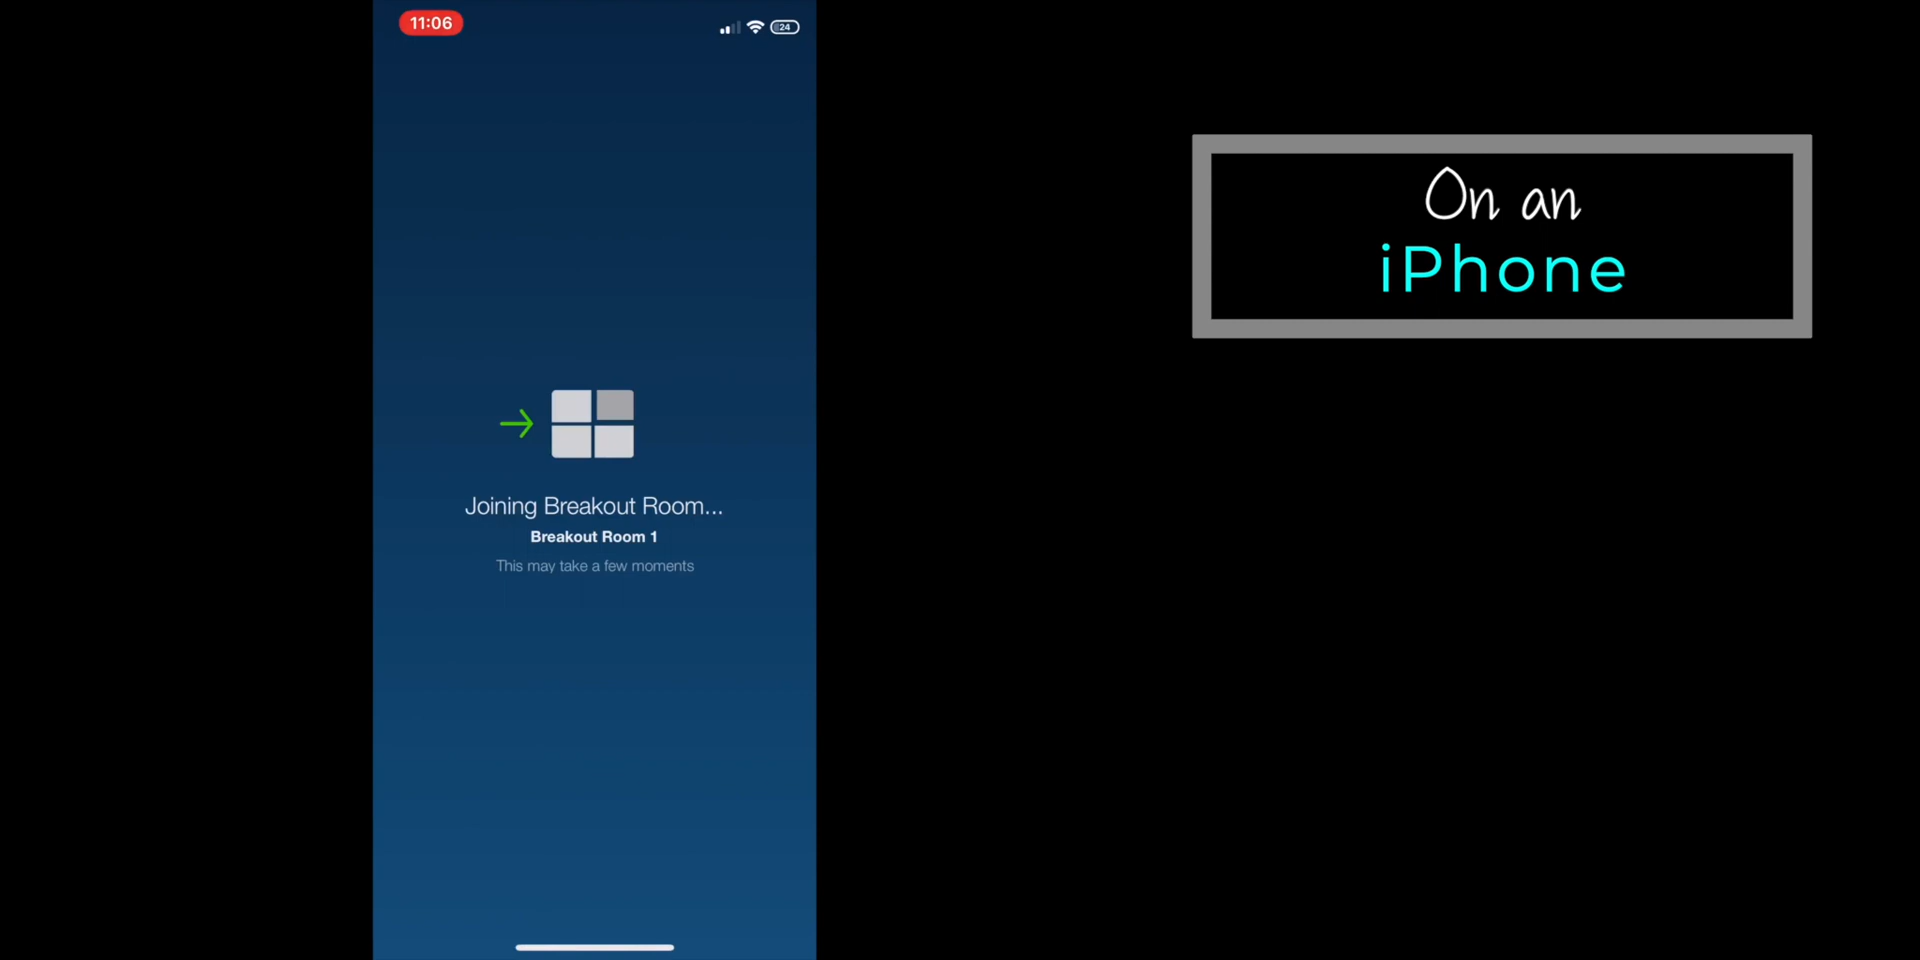 11:06
24
Joining Breakout Room...
Breakout Room 1
This may take a few moments
On an
iPhone